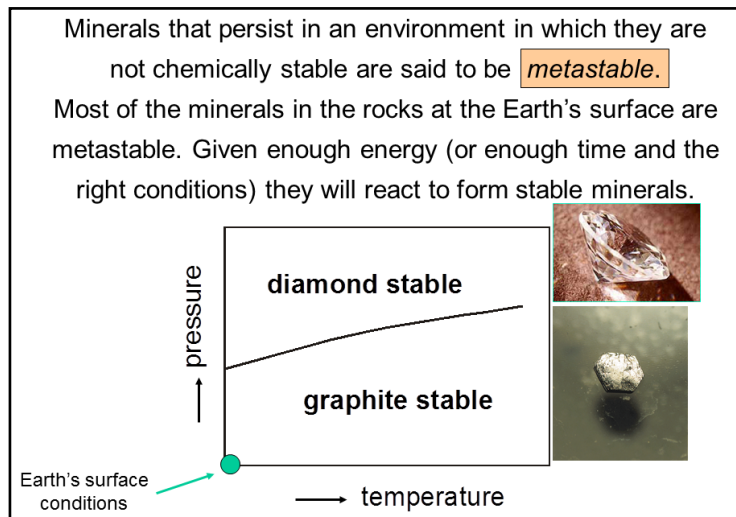 Minerals that persist in an environment in which they are
not chemically stable are said to be metastable.
Most of the minerals in the rocks at the Earth's surface are
metastable. Given enough energy (or enough time and the
right conditions) they will react to form stable minerals.
diamond stable
pressure
graphite stable
Earth's surface
conditions
temperature